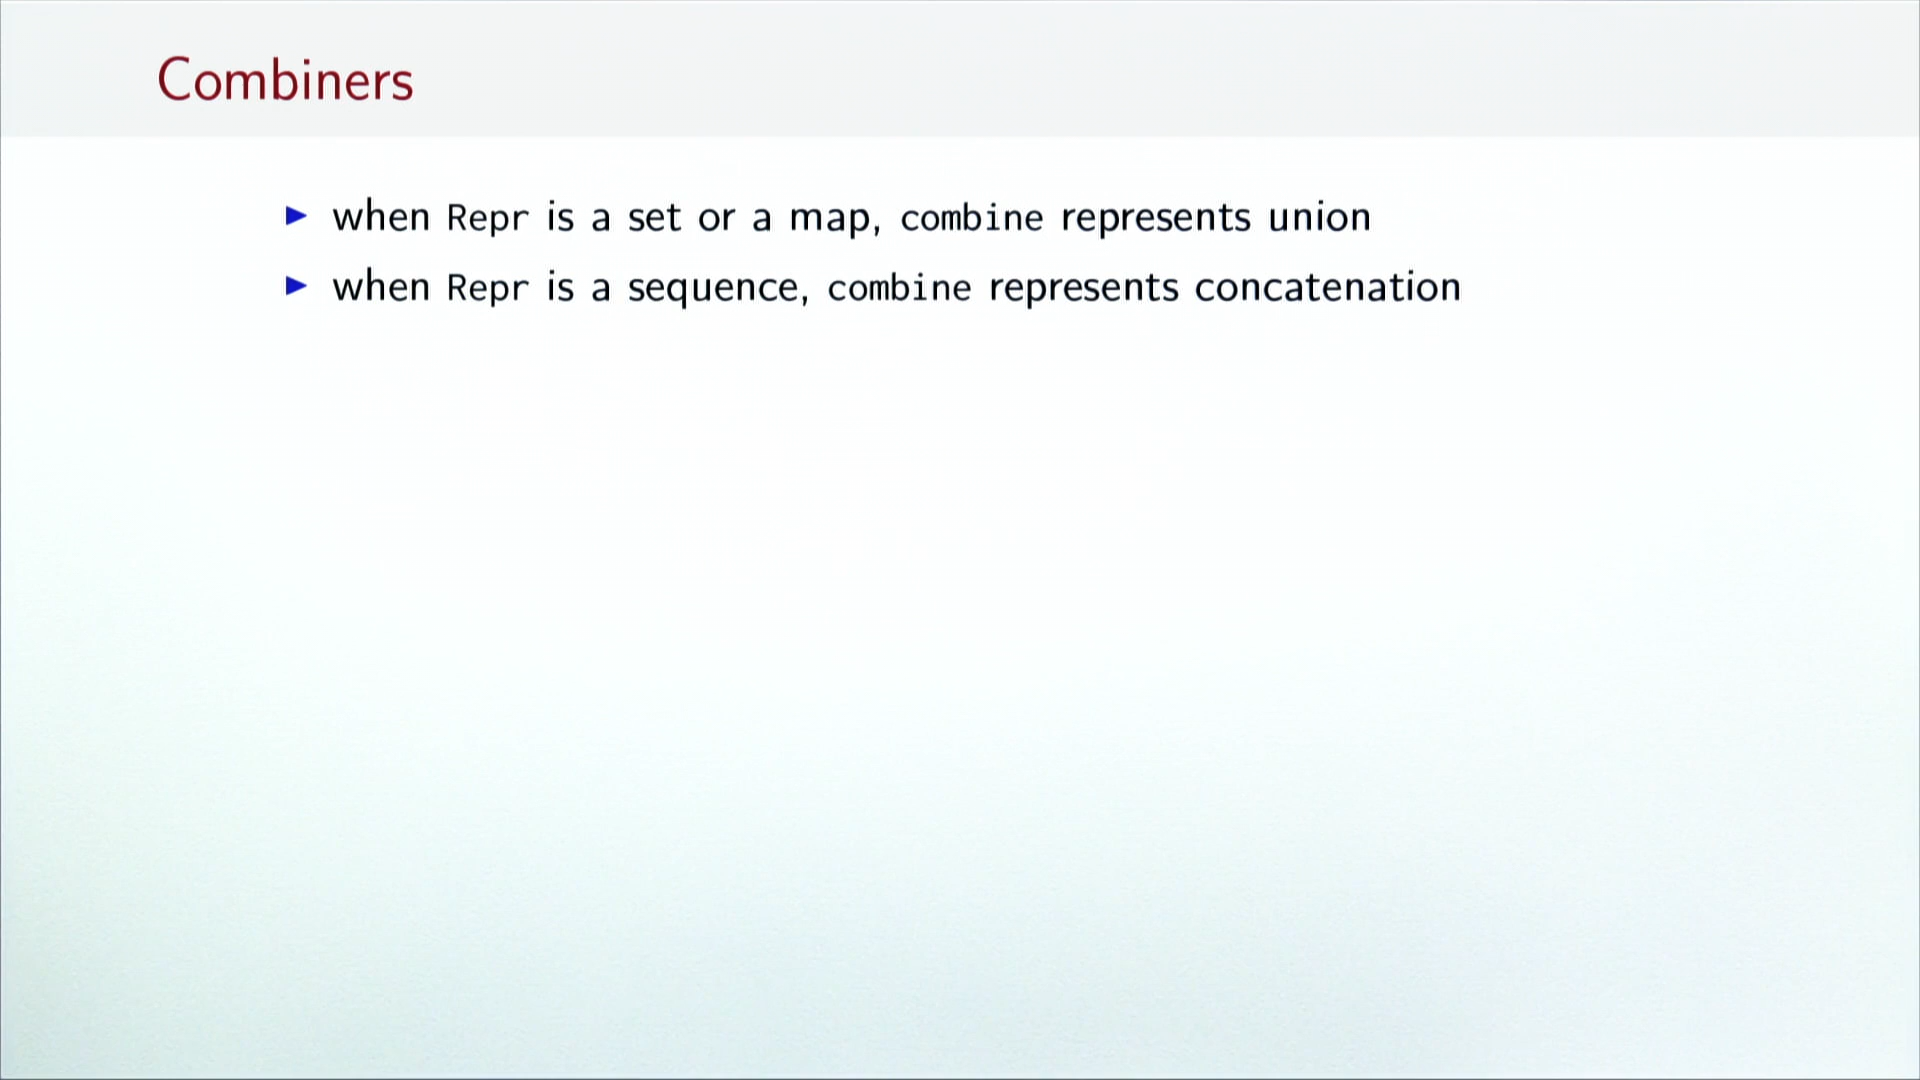 Combiners
when Repr is a set or a map, combine represents union
when Repr is a sequence, combine represents concatenation